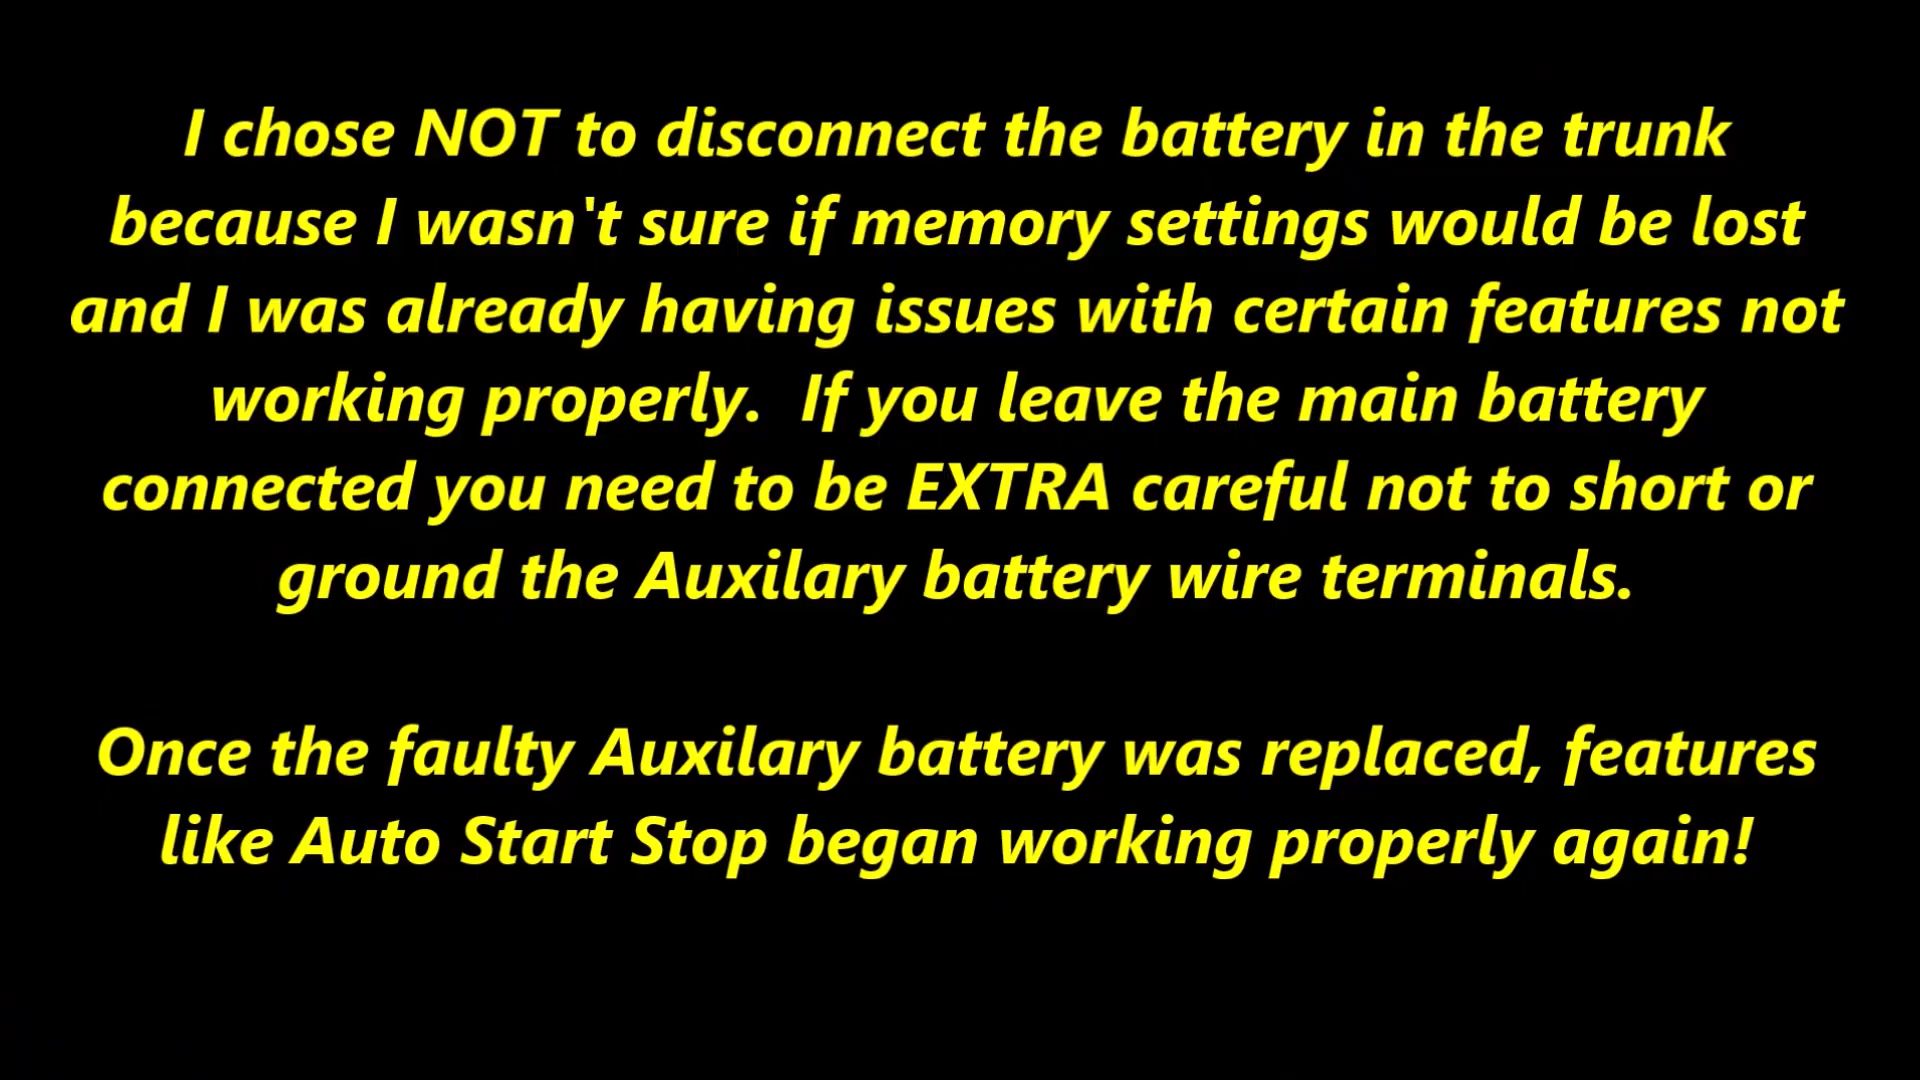 I chose NOT to disconnect the battery in the trunk
because I wasn't sure if memory settings would be lost
and I was already having issues with certain features not
working properly.  If you leave the main battery
connected you need to be EXTRA careful not to short or
ground the Auxilary battery wire terminals.
Once the faulty Auxilary battery was replaced, features
like Auto Start Stop began working properly again!